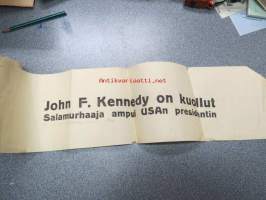 Antikvariaatti.net
John F. Kennedy on kuollut
Salamurhaaja ampui USAn presidentin